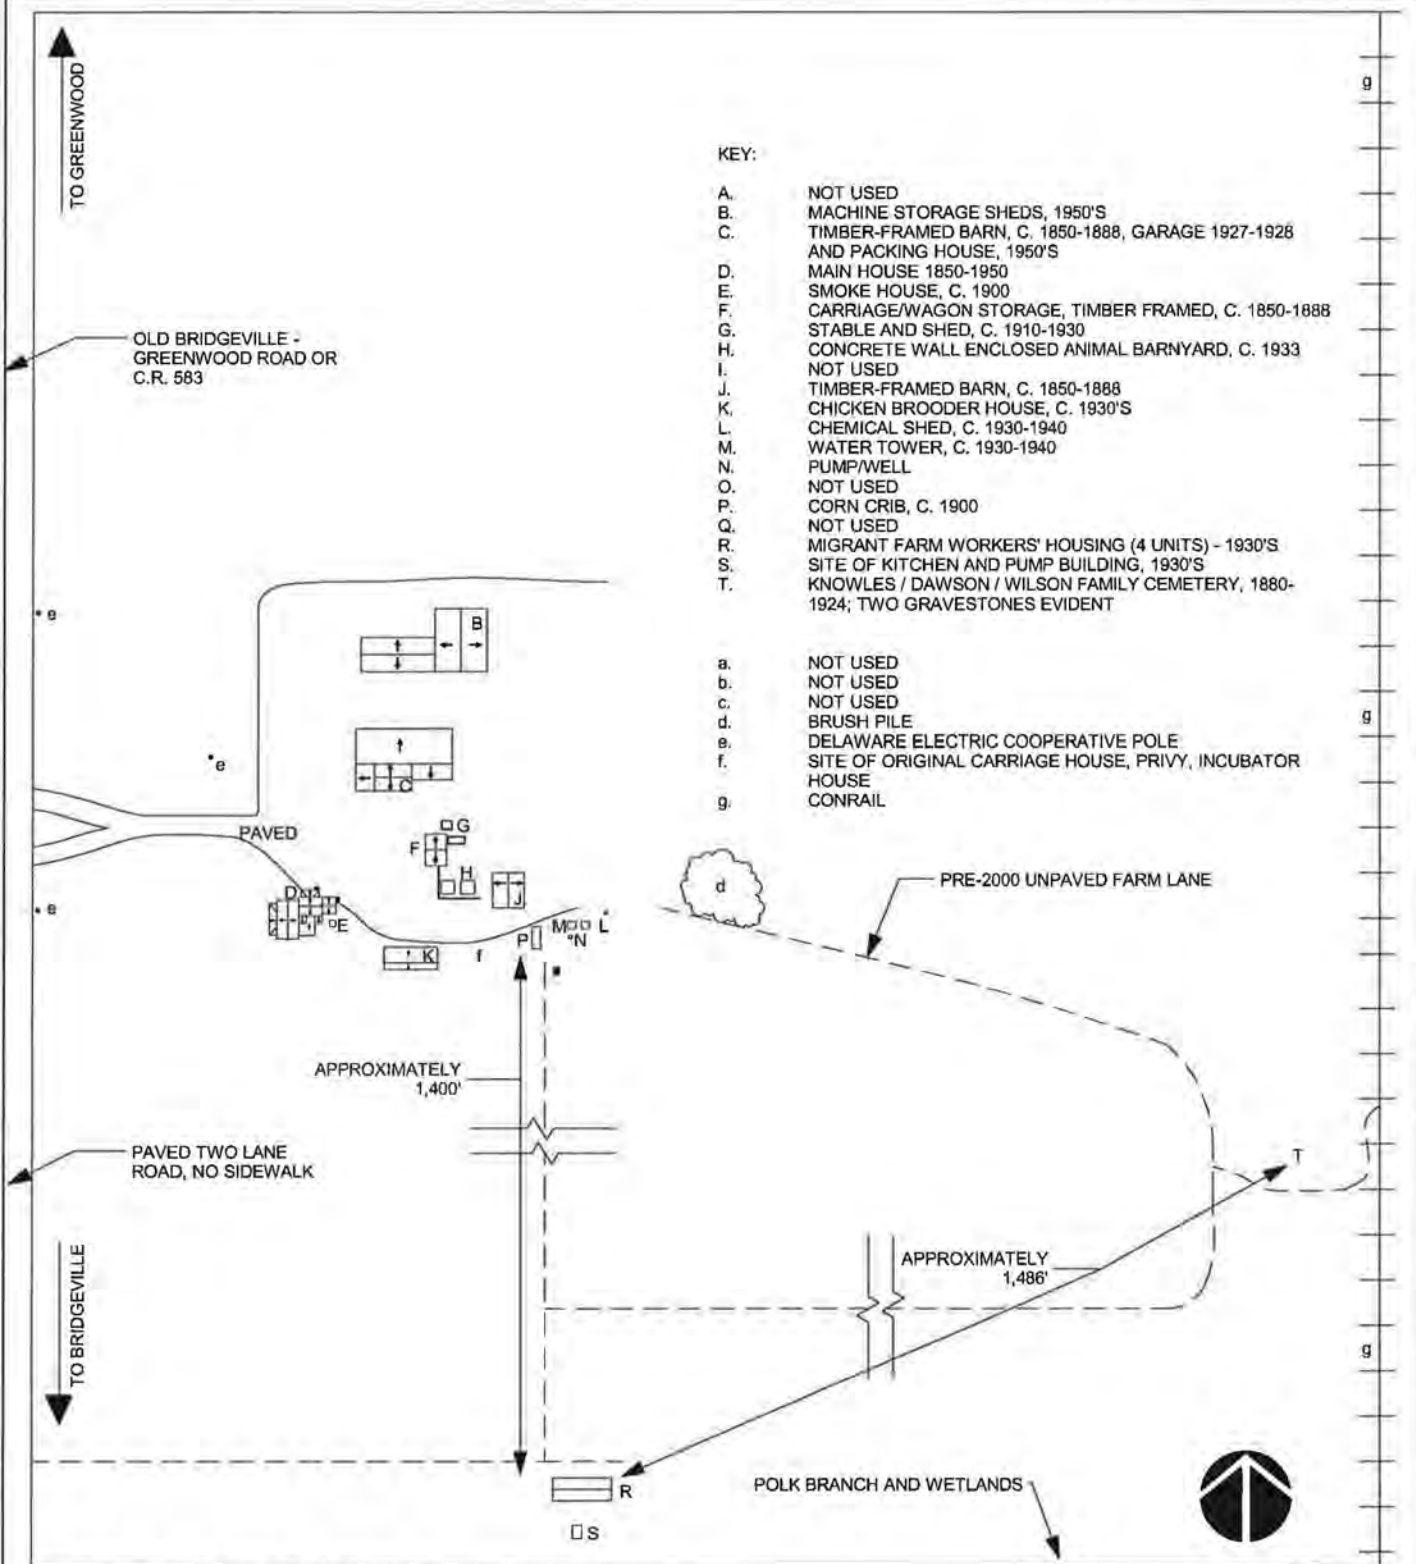 TO GREENWOOD
g
KEY:
A. NOT USED
B. MACHINE STORAGE SHEDS, 1950'S
C. TIMBER-FRAMED BARN, C. 1850-1888, GARAGE 1927-1928
AND PACKING HOUSE, 1950'S
D. MAIN HOUSE 1850-1950
E. SMOKE HOUSE, C. 1900
F. CARRIAGE/WAGON STORAGE, TIMBER FRAMED, C. 1850-1888
G. STABLE AND SHED, C. 1910-1930
H. CONCRETE WALL ENCLOSED ANIMAL BARNYARD, C. 1933
I. NOT USED
J. TIMBER-FRAMED BARN, C. 1850-1888
K. CHICKEN BROODER HOUSE, C. 1930'S
L. CHEMICAL SHED, C. 1930-1940
M. WATER TOWER, C. 1930-1940
N. PUMP/WELL
O. NOT USED
P. CORN CRIB, C. 1900
Q. NOT USED
R. MIGRANT FARM WORKERS' HOUSING (4 UNITS) - 1930'S
S. SITE OF KITCHEN AND PUMP BUILDING, 1930'S
T. KNOWLES / DAWSON / WILSON FAMILY CEMETERY, 1880-
1924; TWO GRAVESTONES EVIDENT
a. NOT USED
b. NOT USED
c. NOT USED
d. BRUSH PILE
e. DELAWARE ELECTRIC COOPERATIVE POLE
f. SITE OF ORIGINAL CARRIAGE HOUSE, PRIVY, INCUBATOR
HOUSE
g. CONRAIL
OLD BRIDGEVILLE -
GREENWOOD ROAD OR
C.R. 583
e
B
g
e
C
PAVED
G
F
H
J
d
PRE-2000 UNPAVED FARM LANE
e
D
E
K
f
P
M
L
N
APPROXIMATELY
1,400'
PAVED TWO LANE
ROAD, NO SIDEWALK
T
APPROXIMATELY
1,486'
TO BRIDGEVILLE
g
R
S
POLK BRANCH AND WETLANDS